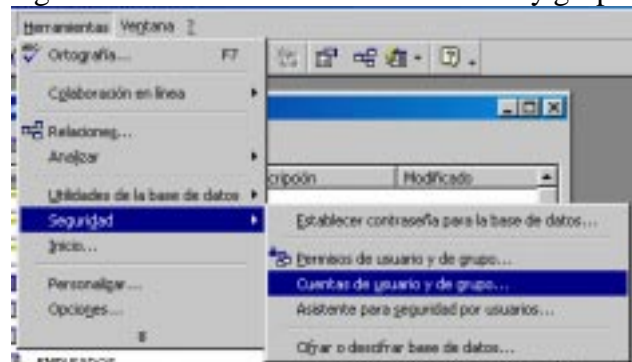 y
Herramientas Ventana ?
Ortografía... F7
Colaboración en línea
Relaciones...
Analizar
cripción Modificado
Utilidades de la base de datos
Seguridad
Establecer contraseña para la base de datos...
Inicio...
Permisos de usuario y de grupo...
Personalizar...
Cuentas de usuario y de grupo...
Opciones...
Asistente para seguridad por usuarios...
Cifrar o descifrar base de datos...
EMPLEADOS